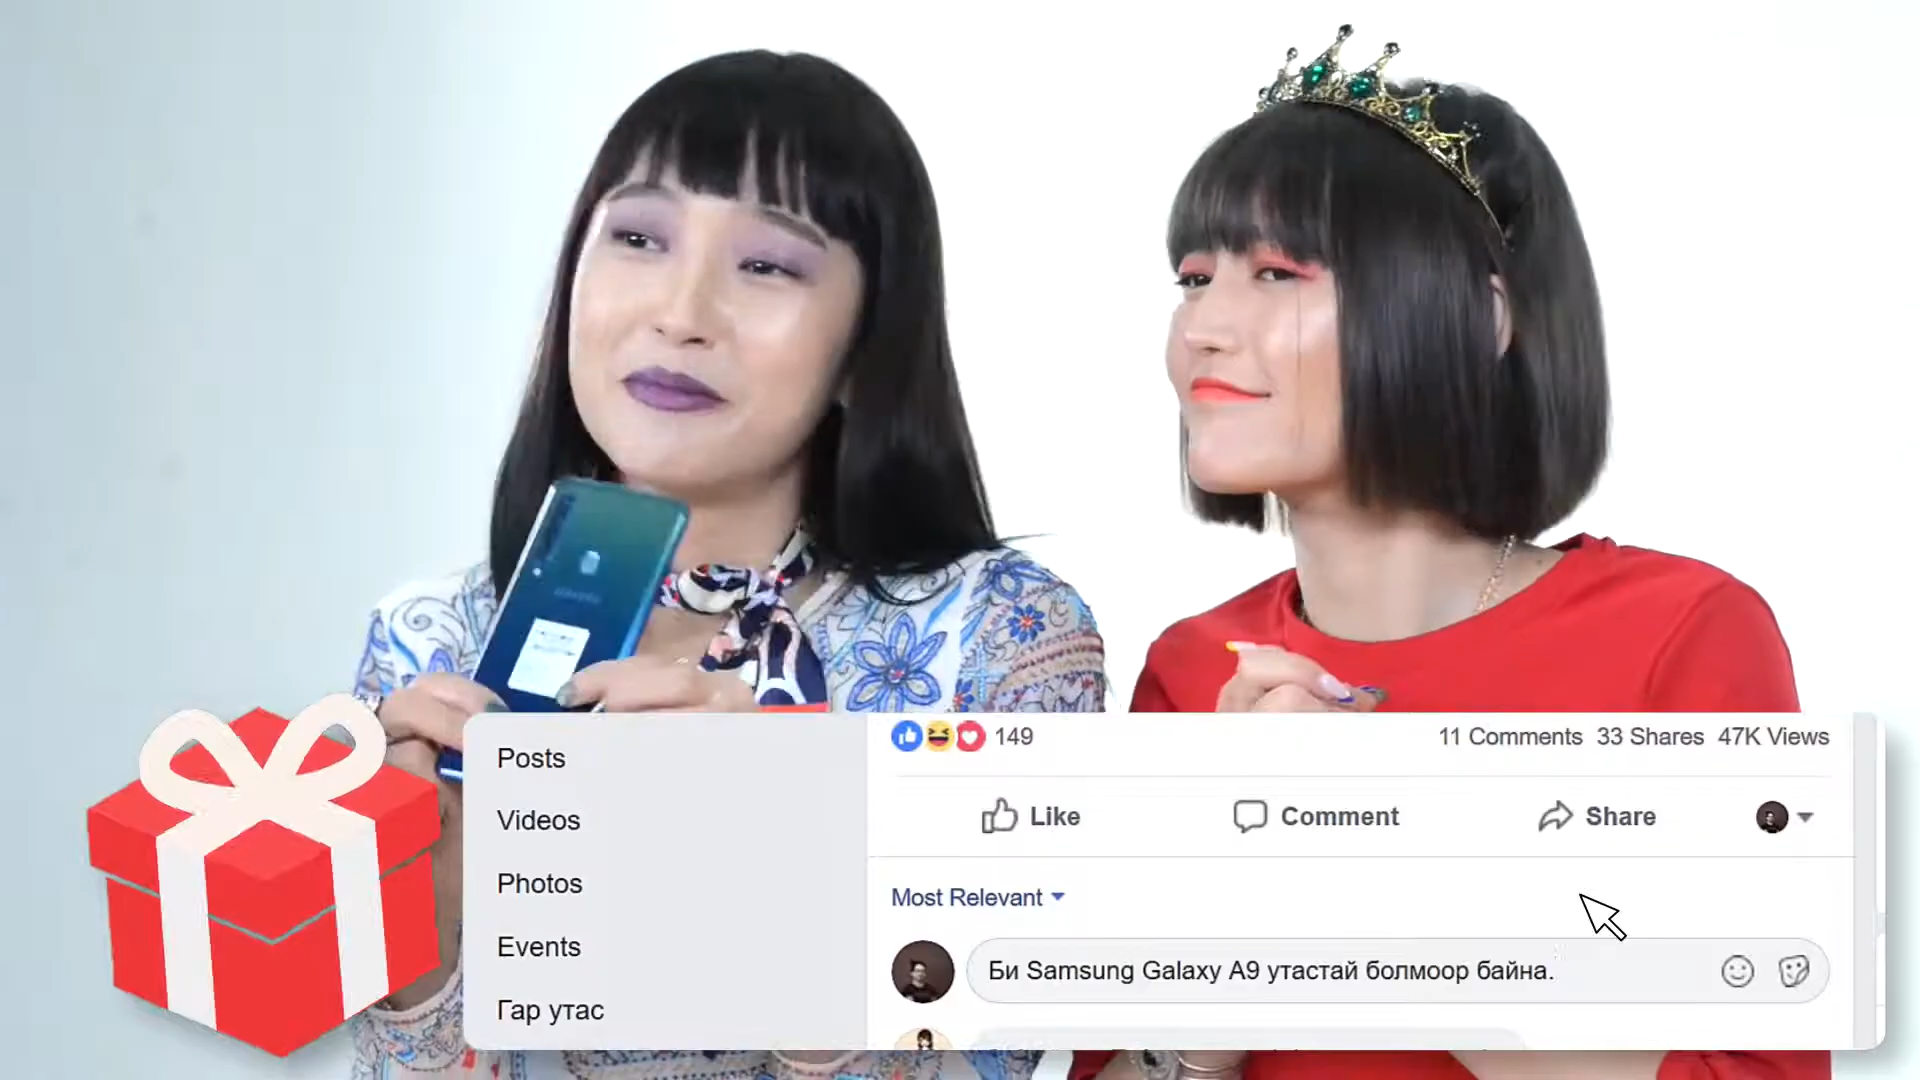 Posts
Videos
Photos
Events
Гар утас
149
11 Comments 33 Shares 47K Views
Like Comment Share
Most Relevant
Би Samsung Galaxy A9 утастай болмоор байна.